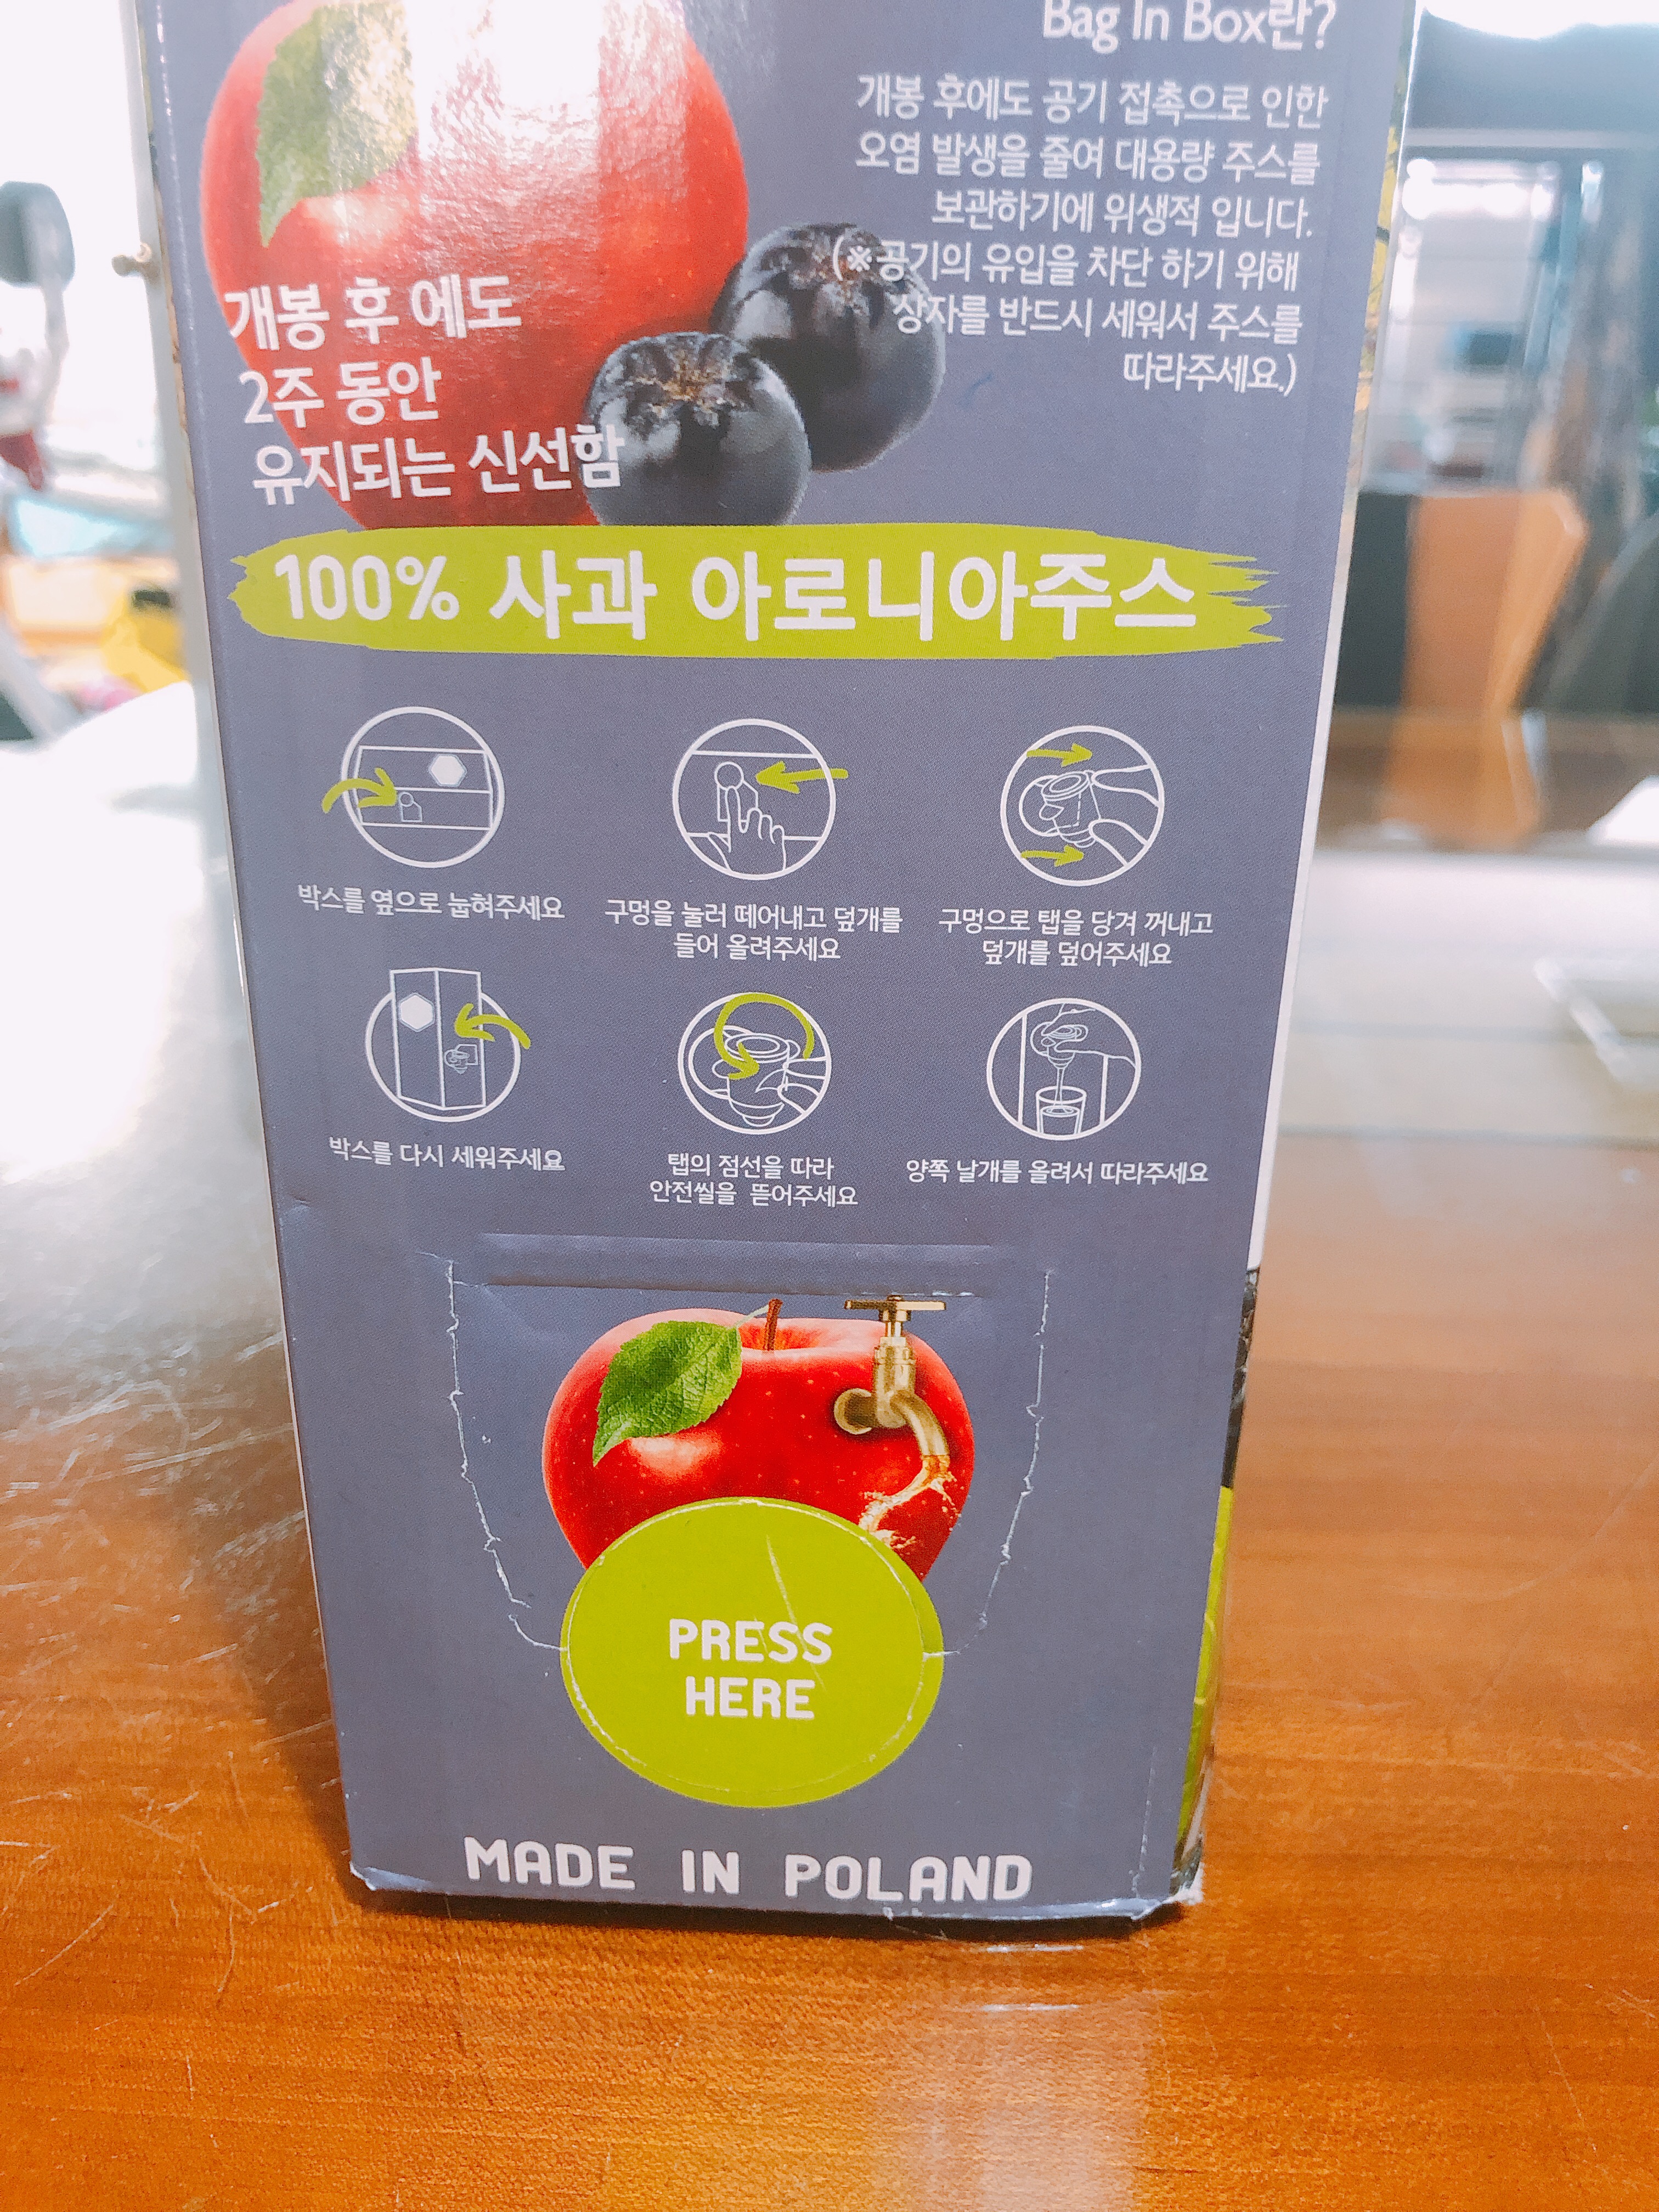 Bag In Box란?
개봉 후에도 공기 접촉으로 인한
오염 발생을 줄여 대용량 주스를
보관하기에 위생적 입니다.
(※공기의 유입을 차단 하기 위해
상자를 반드시 세워서 주스를
따라주세요.)
개봉 후 에도
2주 동안
유지되는 신선함
100% 사과 아로니아주스
박스를 옆으로 눕혀주세요
구멍을 눌러 떼어내고 덮개를
들어 올려주세요
구멍으로 탭을 당겨 꺼내고
덮개를 덮어주세요
박스를 다시 세워주세요
탭의 점선을 따라
안전씰을 뜯어주세요
양쪽 날개를 올려서 따라주세요
PRESS
HERE
MADE IN POLAND